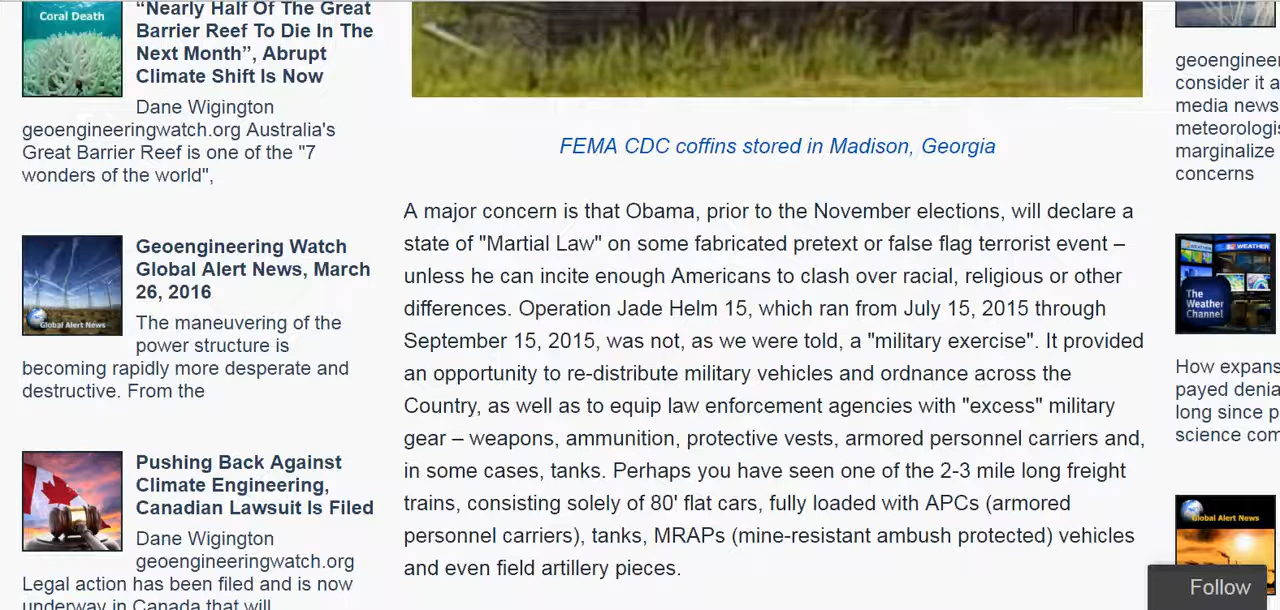 Coral Death
“Nearly Half Of The Great
Barrier Reef To Die In The
Next Month”, Abrupt
Climate Shift Is Now
Dane Wigington
geoengineeringwatch.org Australia's
Great Barrier Reef is one of the "7
wonders of the world",
Geoengineering Watch
Global Alert News, March
26, 2016
Global Alert News
The maneuvering of the
power structure is
becoming rapidly more desperate and
destructive. From the
Pushing Back Against
Climate Engineering,
Canadian Lawsuit Is Filed
Dane Wigington
geoengineeringwatch.org
Legal action has been filed and is now
underway in Canada that will
FEMA CDC coffins stored in Madison, Georgia
A major concern is that Obama, prior to the November elections, will declare a
state of "Martial Law" on some fabricated pretext or false flag terrorist event –
unless he can incite enough Americans to clash over racial, religious or other
differences. Operation Jade Helm 15, which ran from July 15, 2015 through
September 15, 2015, was not, as we were told, a "military exercise". It provided
an opportunity to re-distribute military vehicles and ordnance across the
Country, as well as to equip law enforcement agencies with "excess" military
gear – weapons, ammunition, protective vests, armored personnel carriers and,
in some cases, tanks. Perhaps you have seen one of the 2-3 mile long freight
trains, consisting solely of 80' flat cars, fully loaded with APCs (armored
personnel carriers), tanks, MRAPs (mine-resistant ambush protected) vehicles
and even field artillery pieces.
consider it a
media news
marginalize
concerns
WEATHER
The
Weather
Channel
How expans
payed denia
long since p
science com
Global Alert News
Follow